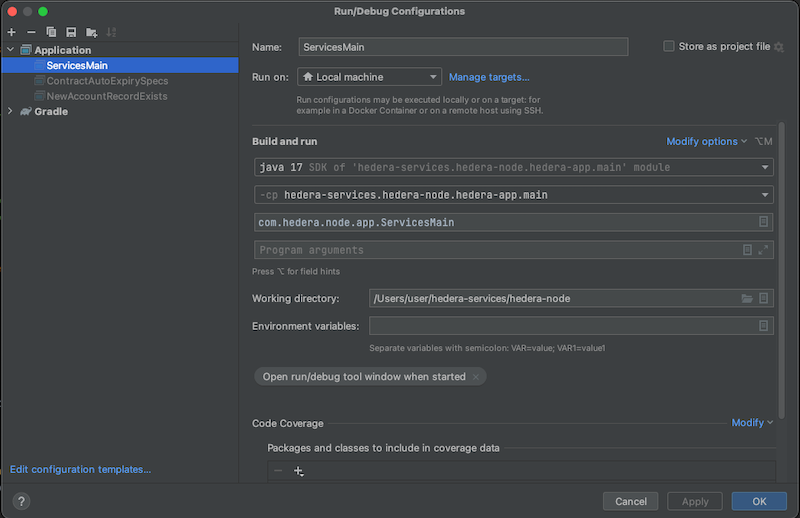 Run/Debug Configurations
Application
ServicesMain
ContractAutoExpirySpecs
NewAccountRecordExists
Gradle
Edit configuration templates...
Name: ServicesMain
Store as project file
Run on: Local machine
Manage targets...
Run configurations may be executed locally or on a target: for
example in a Docker Container or on a remote host using SSH.
Build and run
Modify options ⌥M
java 17 SDK of 'hedera-services.hedera-node.hedera-app.main' module
-cp hedera-services.hedera-node.hedera-app.main
com.hedera.node.app.ServicesMain
Program arguments
Press ⌥ for field hints
Working directory: /Users/user/hedera-services/hedera-node
Environment variables:
Separate variables with semicolon: VAR=value; VAR1=value1
Open run/debug tool window when started ×
Code Coverage
Modify
Packages and classes to include in coverage data
? Cancel Apply OK